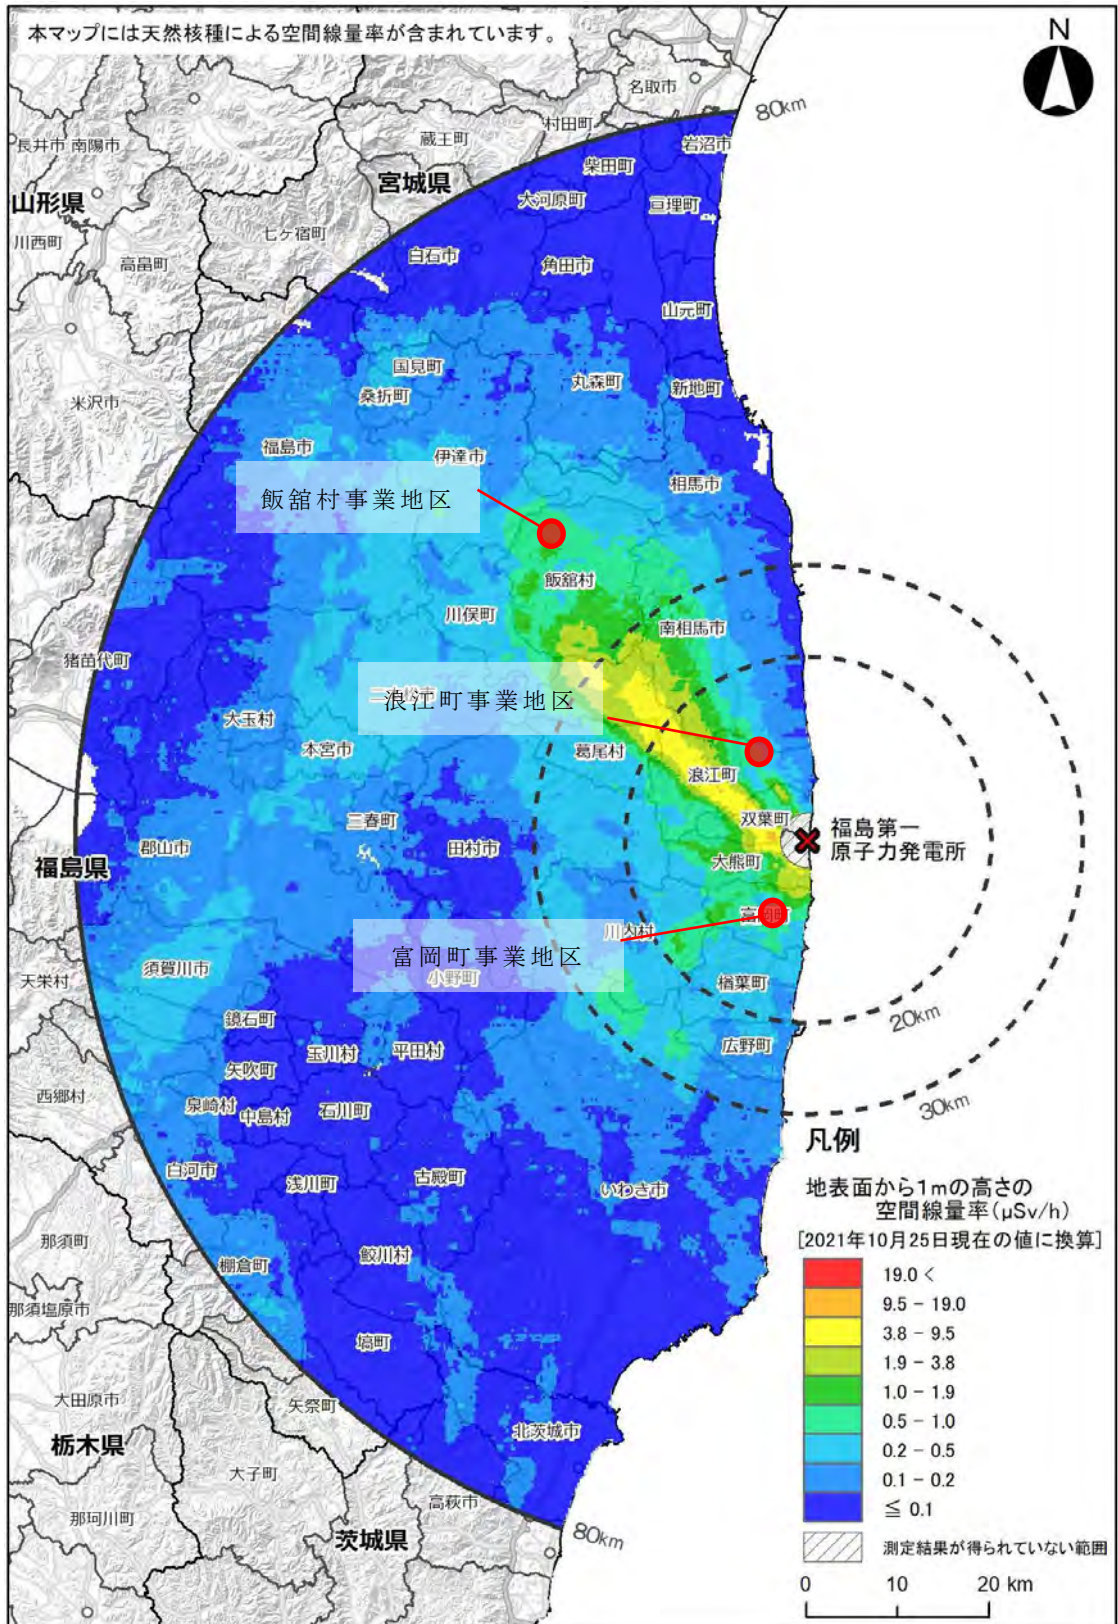 本マップには天然核種による空間線量率が含まれています。
N
名取市
80km
村田町
岩沼市
蔵王町
長井市
南陽市
柴田町
宮城県
山形県
大河原町
亘理町
七ヶ宿町
川西町
白石市
角田市
高畠町
山元町
国見町
丸森町
新地町
桑折町
米沢市
福島市
伊達市
相馬市
飯舘村事業地区
飯舘村
川俣町
南相馬市
猪苗代町
二本松市
浪江町事業地区
大玉村
本宮市
葛尾村
浪江町
双葉町
三春町
福島第一
原子力発電所
郡山市
田村市
大熊町
福島県
富岡町
川内村
富岡町事業地区
須賀川市
天栄村
小野町
楢葉町
20km
鏡石町
玉川村
平田村
広野町
矢吹町
西郷村
泉崎村
中島村
石川町
30km
凡例
白河市
浅川町
古殿町
いわき市
地表面から1mの高さの
空間線量率(μSv/h)
[2021年10月25日現在の値に換算]
那須町
鮫川村
棚倉町
19.0 <
9.5 - 19.0
那須塩原市
3.8 - 9.5
塙町
1.9 - 3.8
大田原市
1.0 - 1.9
矢祭町
0.5 - 1.0
北茨城市
栃木県
0.2 - 0.5
大子町
0.1 - 0.2
高萩市
≦ 0.1
那珂川町
茨城県
80km
測定結果が得られていない範囲
0 10 20 km